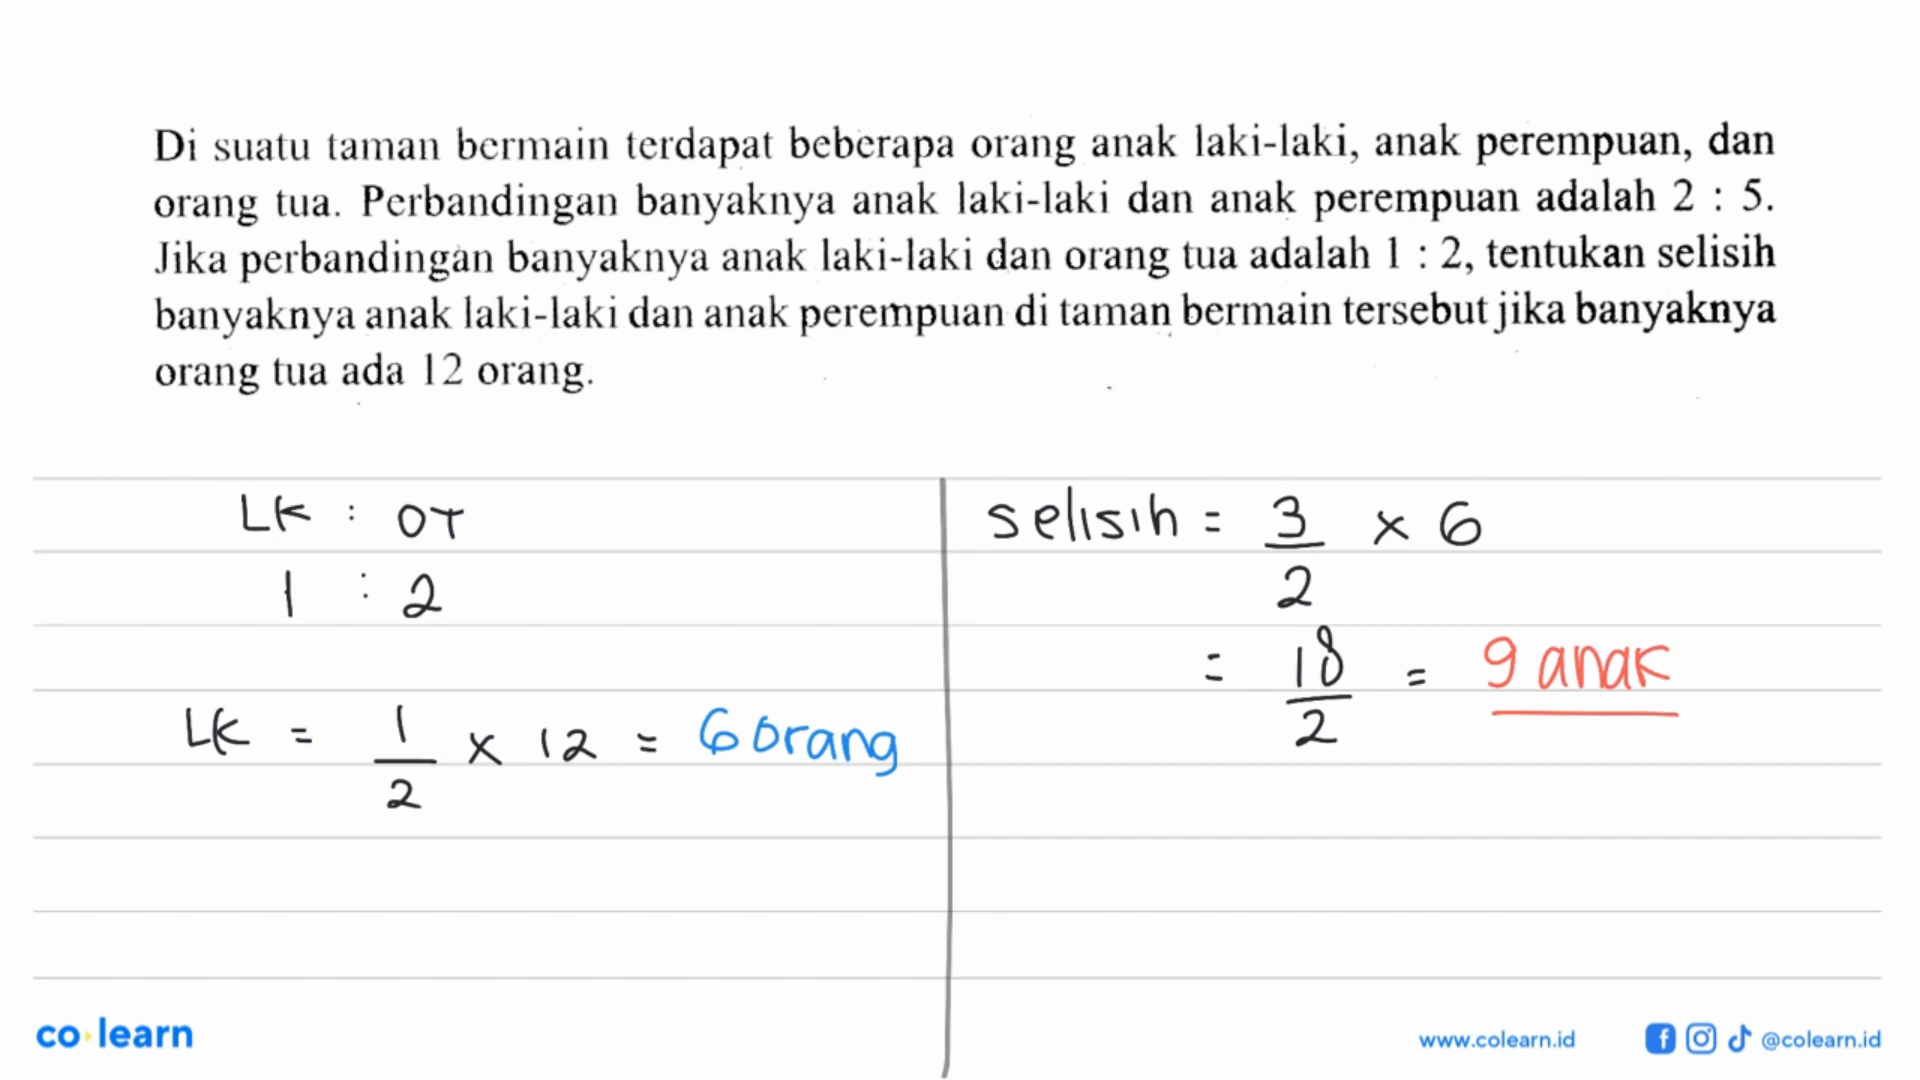 Di suatu taman bermain terdapat beberapa orang anak laki-laki, anak perempuan, dan
orang tua. Perbandingan banyaknya anak laki-laki dan anak perempuan adalah 2 : 5.
Jika perbandingan banyaknya anak laki-laki dan orang tua adalah 1 : 2, tentukan selisih
banyaknya anak laki-laki dan anak perempuan di taman bermain tersebut jika banyaknya
orang tua ada 12 orang.
LK : OT
1 : 2
LK = 1/2 x 12 = 6 orang
selisih = 3/2 x 6
= 18/2 = 9 anak
co learn
www.colearn.id
@colearn.id